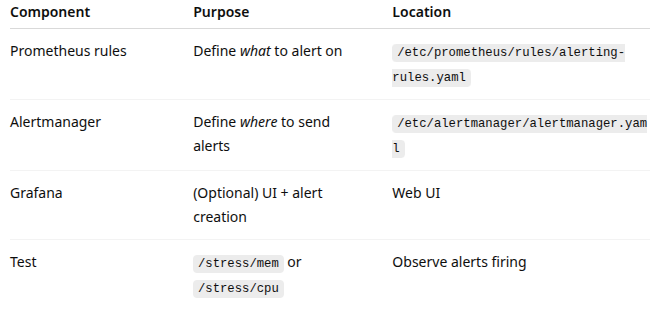 Component Purpose Location
Prometheus rules Define what to alert on /etc/prometheus/rules/alerting-
rules.yaml
Alertmanager Define where to send /etc/alertmanager/alertmanager.yam
alerts l
Grafana (Optional) UI + alert Web UI
creation
Test /stress/mem or Observe alerts firing
/stress/cpu